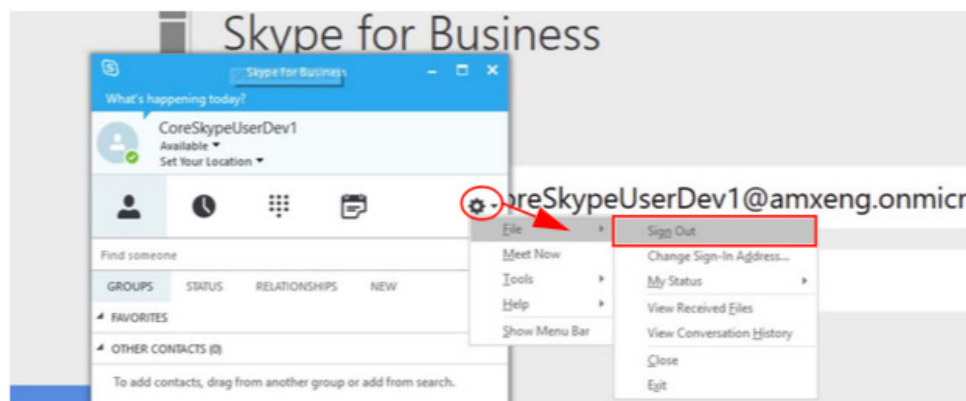 Skype for Business
Skype for Business
What's happening today?
CoreSkypeUserDev1
Available
Set Your Location
oreSkypeUserDev1@amxeng.onmicr
File
Meet Now
Tools
Help
Show Menu Bar
Sign Out
Change Sign-In Address...
My Status
View Received Files
View Conversation History
Close
Exit
Find someone
GROUPS STATUS RELATIONSHIPS NEW
FAVORITES
OTHER CONTACTS (0)
To add contacts, drag from another group or add from search.